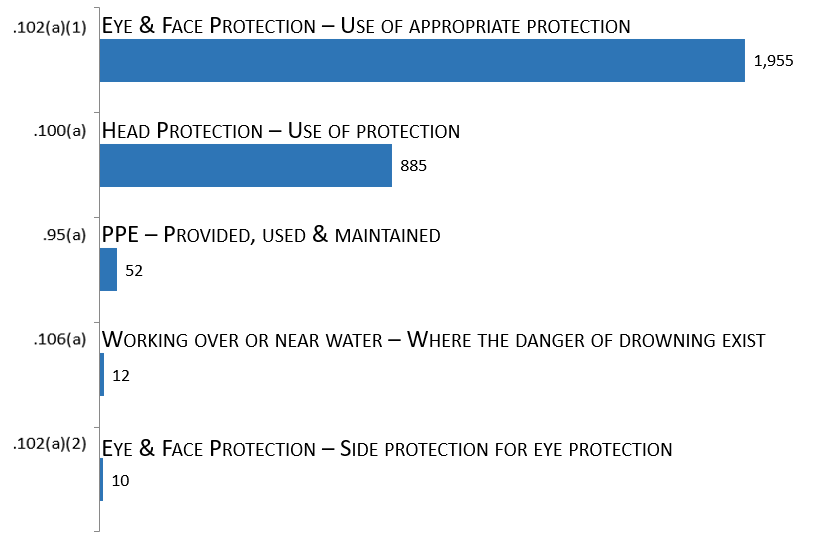 .102(a)(1) Eye & Face Protection – Use of appropriate protection
1,955
.100(a) Head Protection – Use of protection
885
.95(a) PPE – Provided, used & maintained
52
.106(a) Working over or near water – Where the danger of drowning exist
12
.102(a)(2) Eye & Face Protection – Side protection for eye protection
10